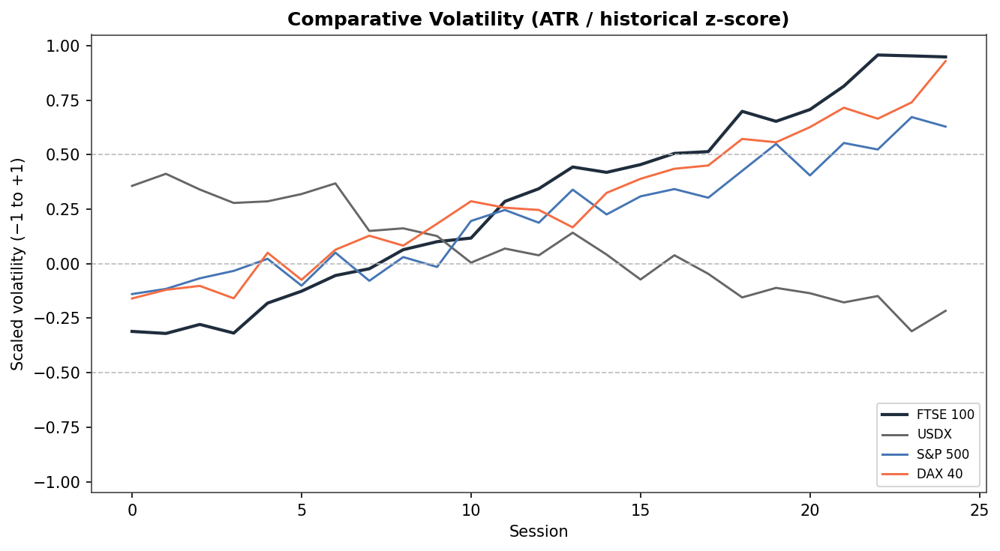 Comparative Volatility (ATR / historical z-score)
Scaled volatility (−1 to +1)
1.00
0.75
0.50
0.25
0.00
−0.25
−0.50
−0.75
−1.00
FTSE 100
USDX
S&P 500
DAX 40
0 5 10 15 20 25
Session